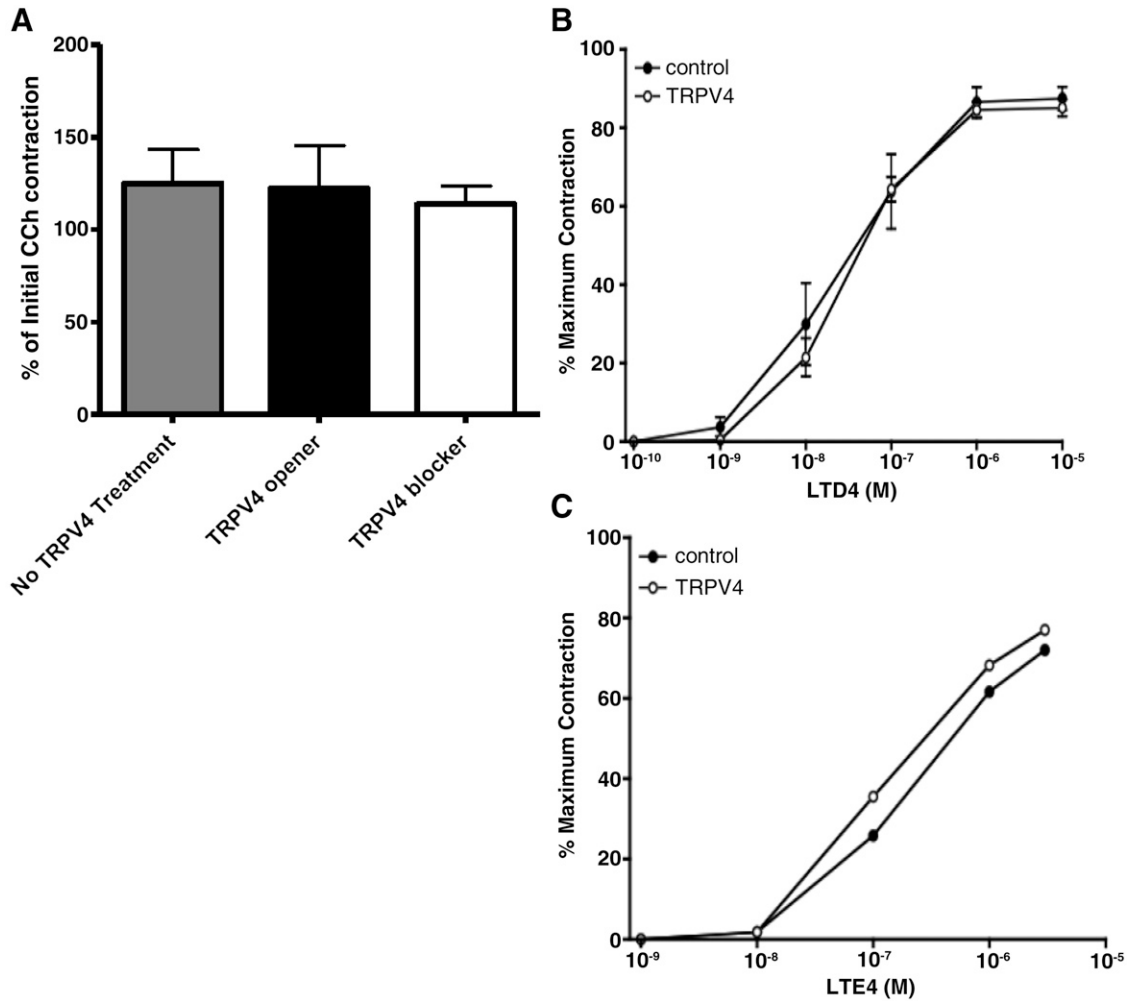 A
% of Initial CCh contraction
200
150
100
50
0
No TRPV4 Treatment
TRPV4 opener
TRPV4 blocker
B
% Maximum Contraction
100
80
60
40
20
0
control
TRPV4
10-10 10-9 10-8 10-7 10-6 10-5
LTD4 (M)
C
% Maximum Contraction
100
80
60
40
20
0
control
TRPV4
10-9 10-8 10-7 10-6 10-5
LTE4 (M)